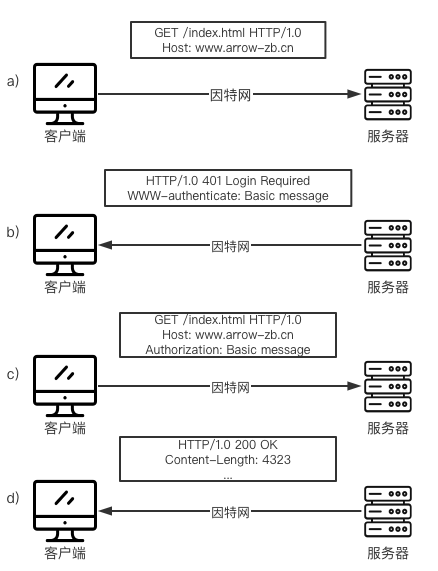 GET /index.html HTTP/1.0
Host: www.arrow-zb.cn
a)
因特网
客户端
服务器
HTTP/1.0 401 Login Required
WWW-authenticate: Basic message
b)
因特网
客户端
服务器
GET /index.html HTTP/1.0
Host: www.arrow-zb.cn
Authorization: Basic message
c)
因特网
客户端
服务器
HTTP/1.0 200 OK
Content-Length: 4323
...
d)
因特网
客户端
服务器